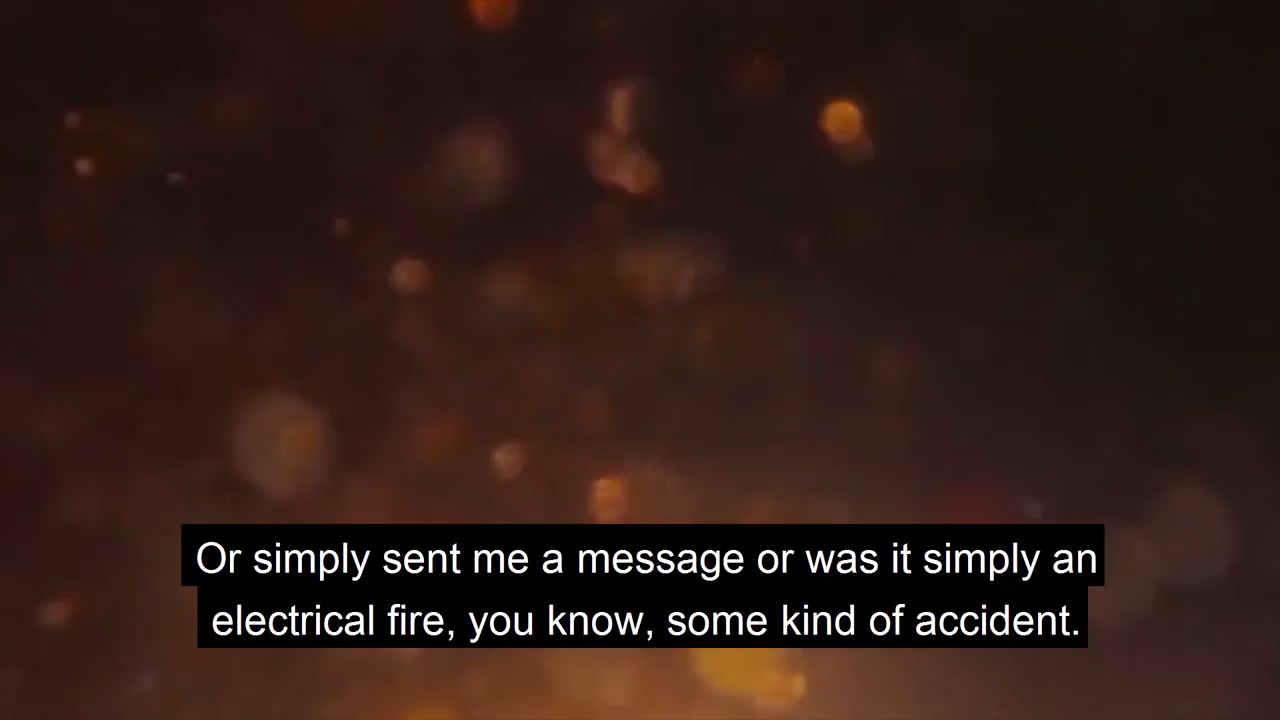 Or simply sent me a message or was it simply an
electrical fire, you know, some kind of accident.